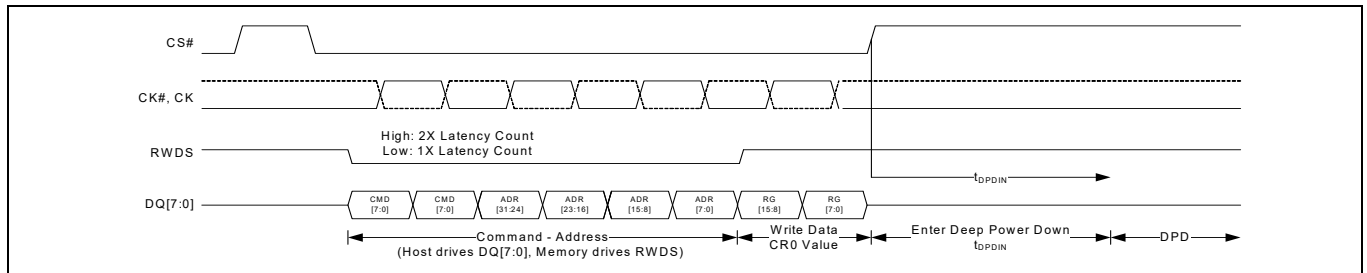 CS#
CK#, CK
High: 2X Latency Count
Low: 1X Latency Count
RWDS
tDPDIN
DQ[7:0]
CMD [7:0]
CMD [7:0]
ADR [31:24]
ADR [23:16]
ADR [15:8]
ADR [7:0]
RG [15:8]
RG [7:0]
Command - Address
(Host drives DQ[7:0], Memory drives RWDS)
Write Data
CR0 Value
Enter Deep Power Down
tDPDIN
DPD